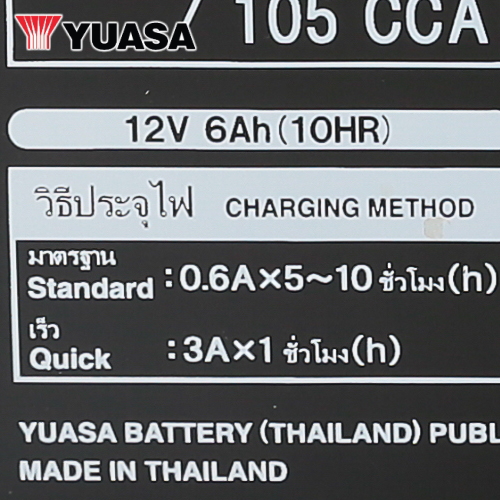 YUASA
/ 105 CCA
12V 6Ah(10HR)
วิธีประจุไฟ CHARGING METHOD
มาตรฐาน
Standard : 0.6A×5~10 ชั่วโมง(h)
เร็ว
Quick : 3A×1 ชั่วโมง(h)
YUASA BATTERY (THAILAND) PUBL
MADE IN THAILAND